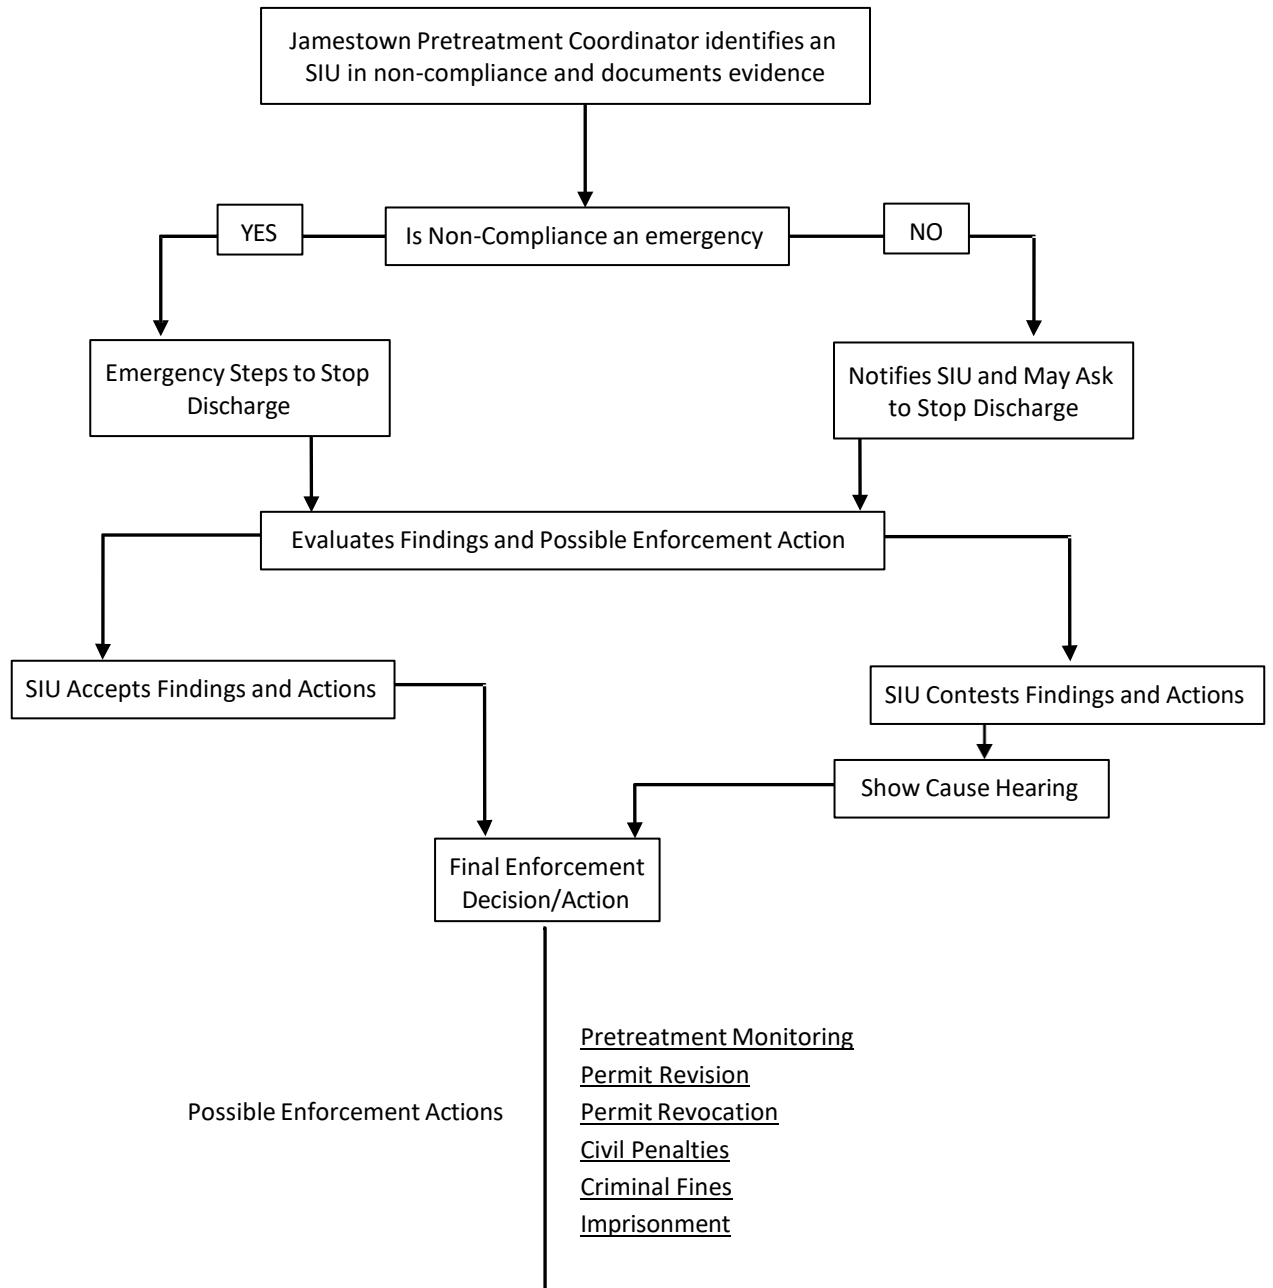 Jamestown Pretreatment Coordinator identifies an
SIU in non-compliance and documents evidence
YES
Is Non-Compliance an emergency
NO
Emergency Steps to Stop
Discharge
Notifies SIU and May Ask
to Stop Discharge
Evaluates Findings and Possible Enforcement Action
SIU Accepts Findings and Actions
SIU Contests Findings and Actions
Show Cause Hearing
Final Enforcement
Decision/Action
Possible Enforcement Actions
Pretreatment Monitoring
Permit Revision
Permit Revocation
Civil Penalties
Criminal Fines
Imprisonment